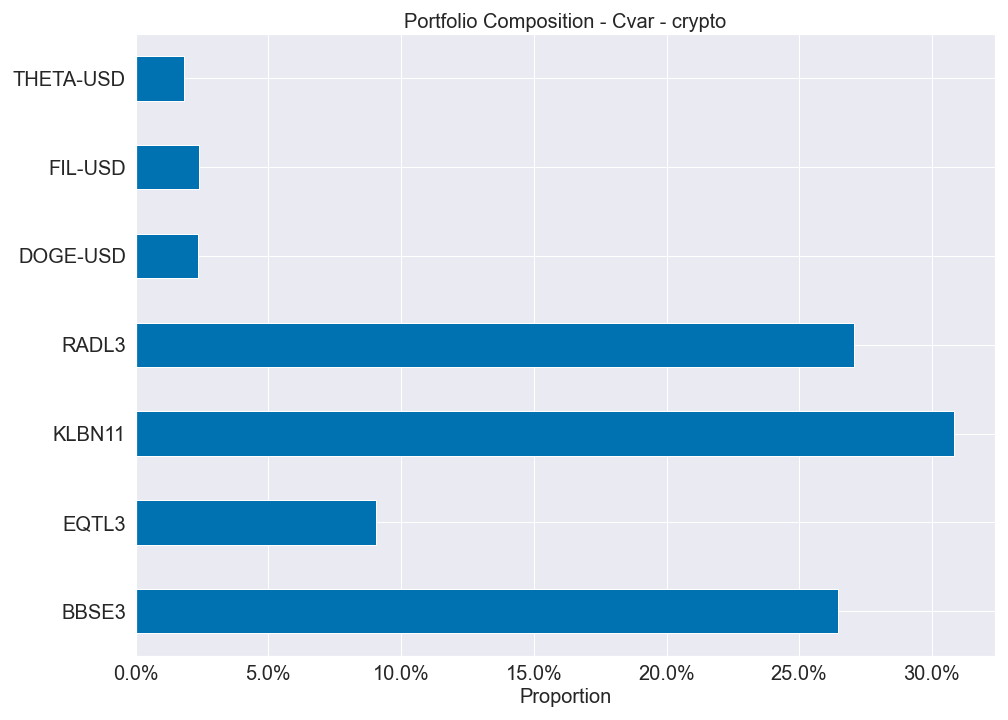 Portfolio Composition - Cvar - crypto
THETA-USD
FIL-USD
DOGE-USD
RADL3
KLBN11
EQTL3
BBSE3
0.0% 5.0% 10.0% 15.0% 20.0% 25.0% 30.0%
Proportion